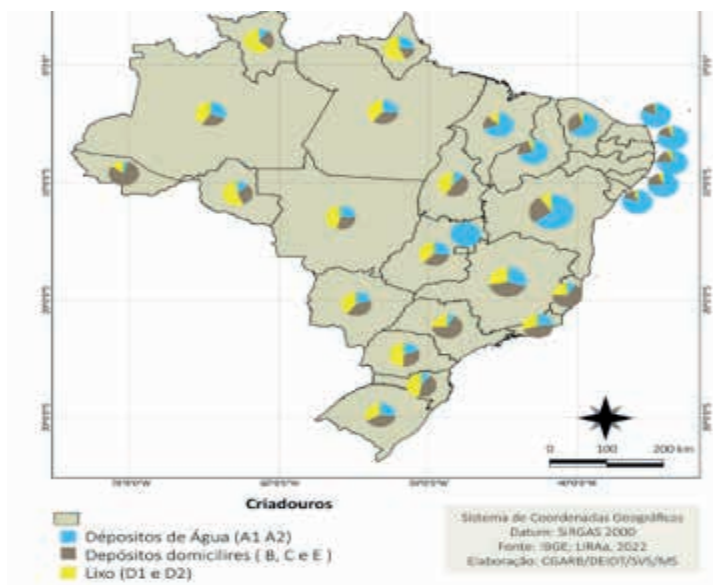 0 100 200 km
Criadouros
Dépositos de Água (A1 A2)
Depósitos domicilires ( B, C e E )
Lixo (D1 e D2)
Sistema de Coordenadas Geográficas
Datum: SIRGAS 2000
Fonte: IBGE; LIRAa, 2022
Elaboração: CGARB/DEIDT/SVS/MS